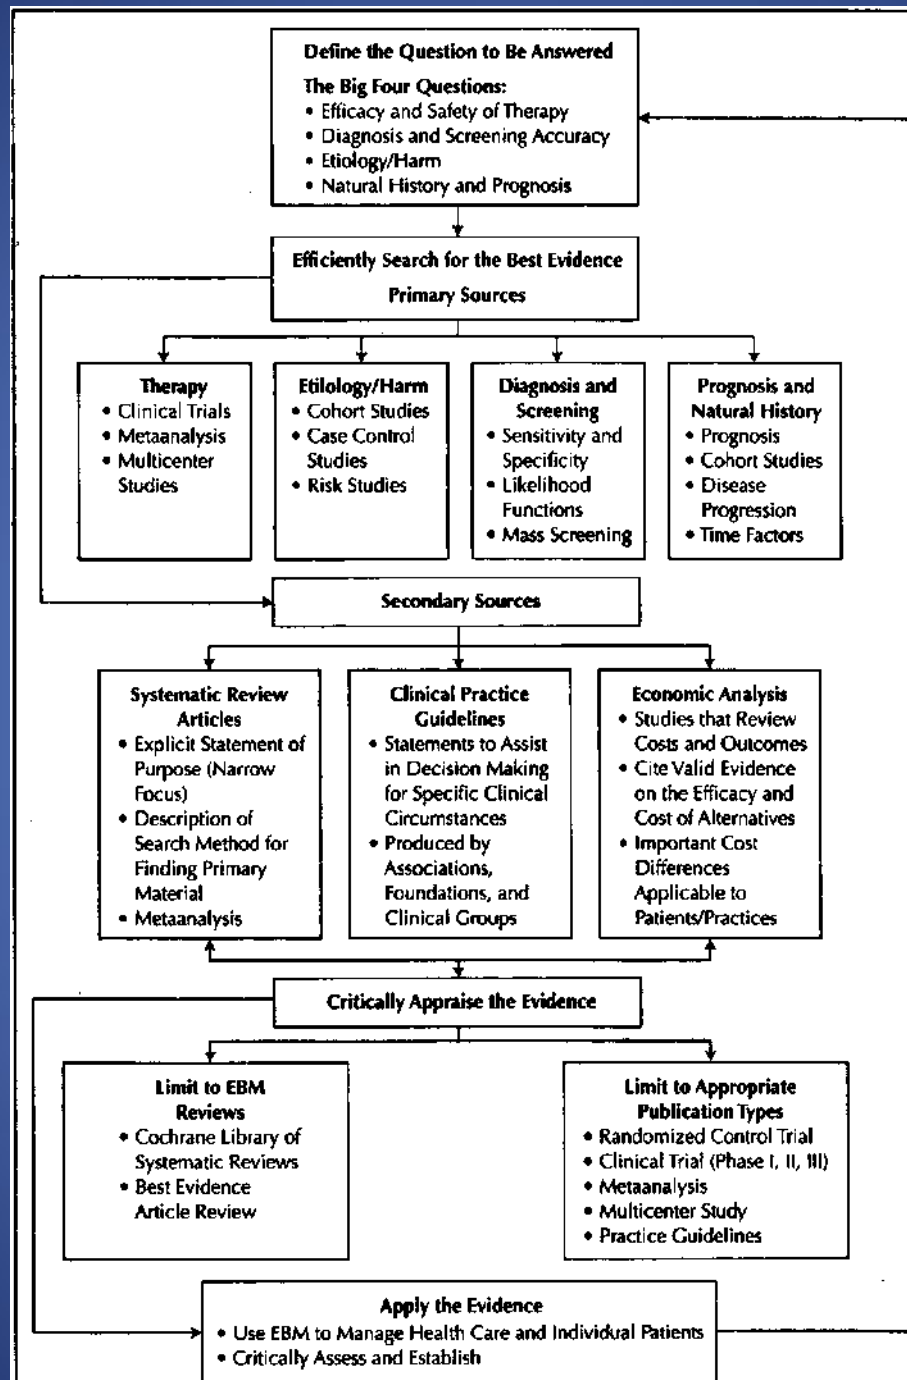 Define the Question to Be Answered
The Big Four Questions:
• Efficacy and Safety of Therapy
• Diagnosis and Screening Accuracy
• Etiology/Harm
• Natural History and Prognosis
Efficiently Search for the Best Evidence
Primary Sources
Therapy
• Clinical Trials
• Metaanalysis
• Multicenter
Studies
Etilology/Harm
• Cohort Studies
• Case Control
Studies
• Risk Studies
Diagnosis and
Screening
• Sensitivity and
Specificity
• Likelihood
Functions
• Mass Screening
Prognosis and
Natural History
• Prognosis
• Cohort Studies
• Disease
Progression
• Time Factors
Secondary Sources
Systematic Review
Articles
• Explicit Statement of
Purpose (Narrow
Focus)
• Description of
Search Method for
Finding Primary
Material
• Metaanalysis
Clinical Practice
Guidelines
• Statements to Assist
in Decision Making
for Specific Clinical
Circumstances
• Produced by
Associations,
Foundations, and
Clinical Groups
Economic Analysis
• Studies that Review
Costs and Outcomes
• Cite Valid Evidence
on the Efficacy and
Cost of Alternatives
• Important Cost
Differences
Applicable to
Patients/Practices
Critically Appraise the Evidence
Limit to EBM
Reviews
• Cochrane Library of
Systematic Reviews
• Best Evidence
Article Review
Limit to Appropriate
Publication Types
• Randomized Control Trial
• Clinical Trial (Phase I, II, III)
• Metaanalysis
• Multicenter Study
• Practice Guidelines
Apply the Evidence
• Use EBM to Manage Health Care and Individual Patients
• Critically Assess and Establish